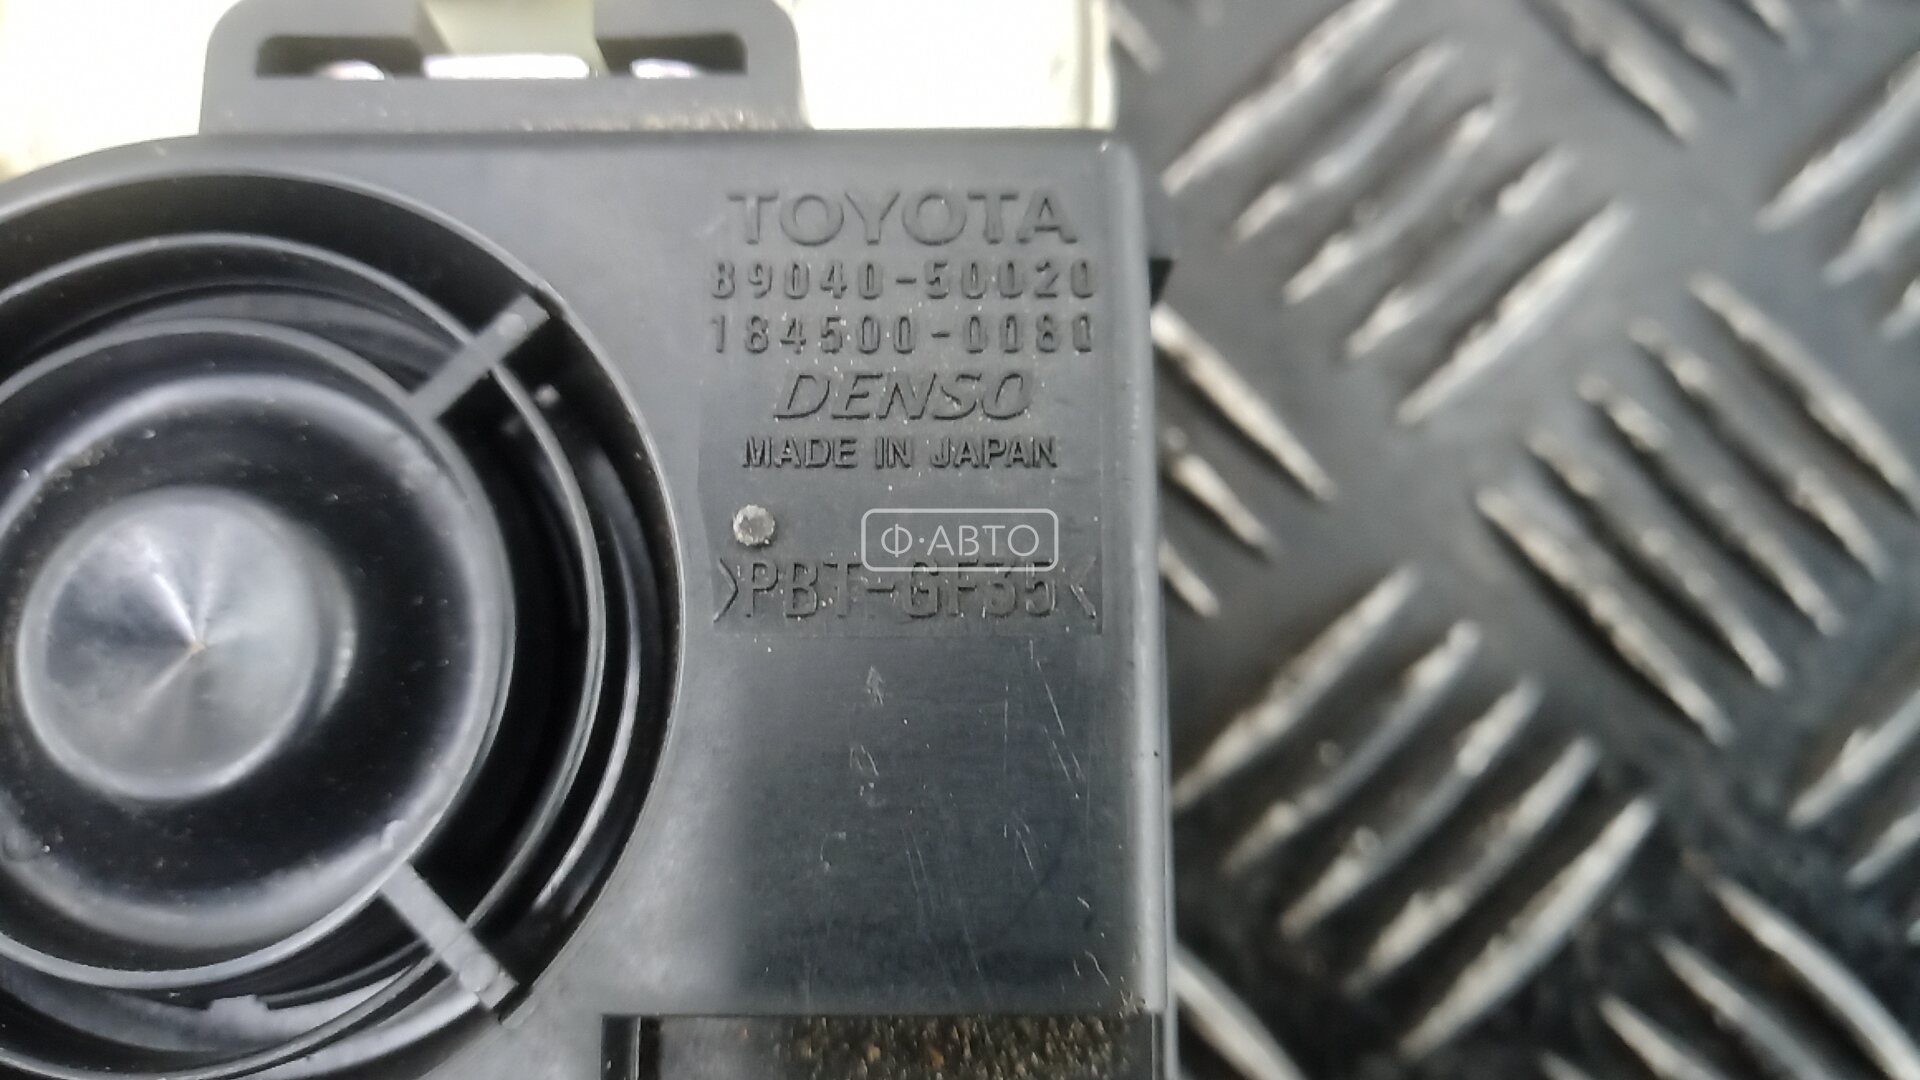 TOYOTA
89040-50020
184500-0080
DENSO
MADE IN JAPAN
Ф·АВТО
>PBT-GF35<